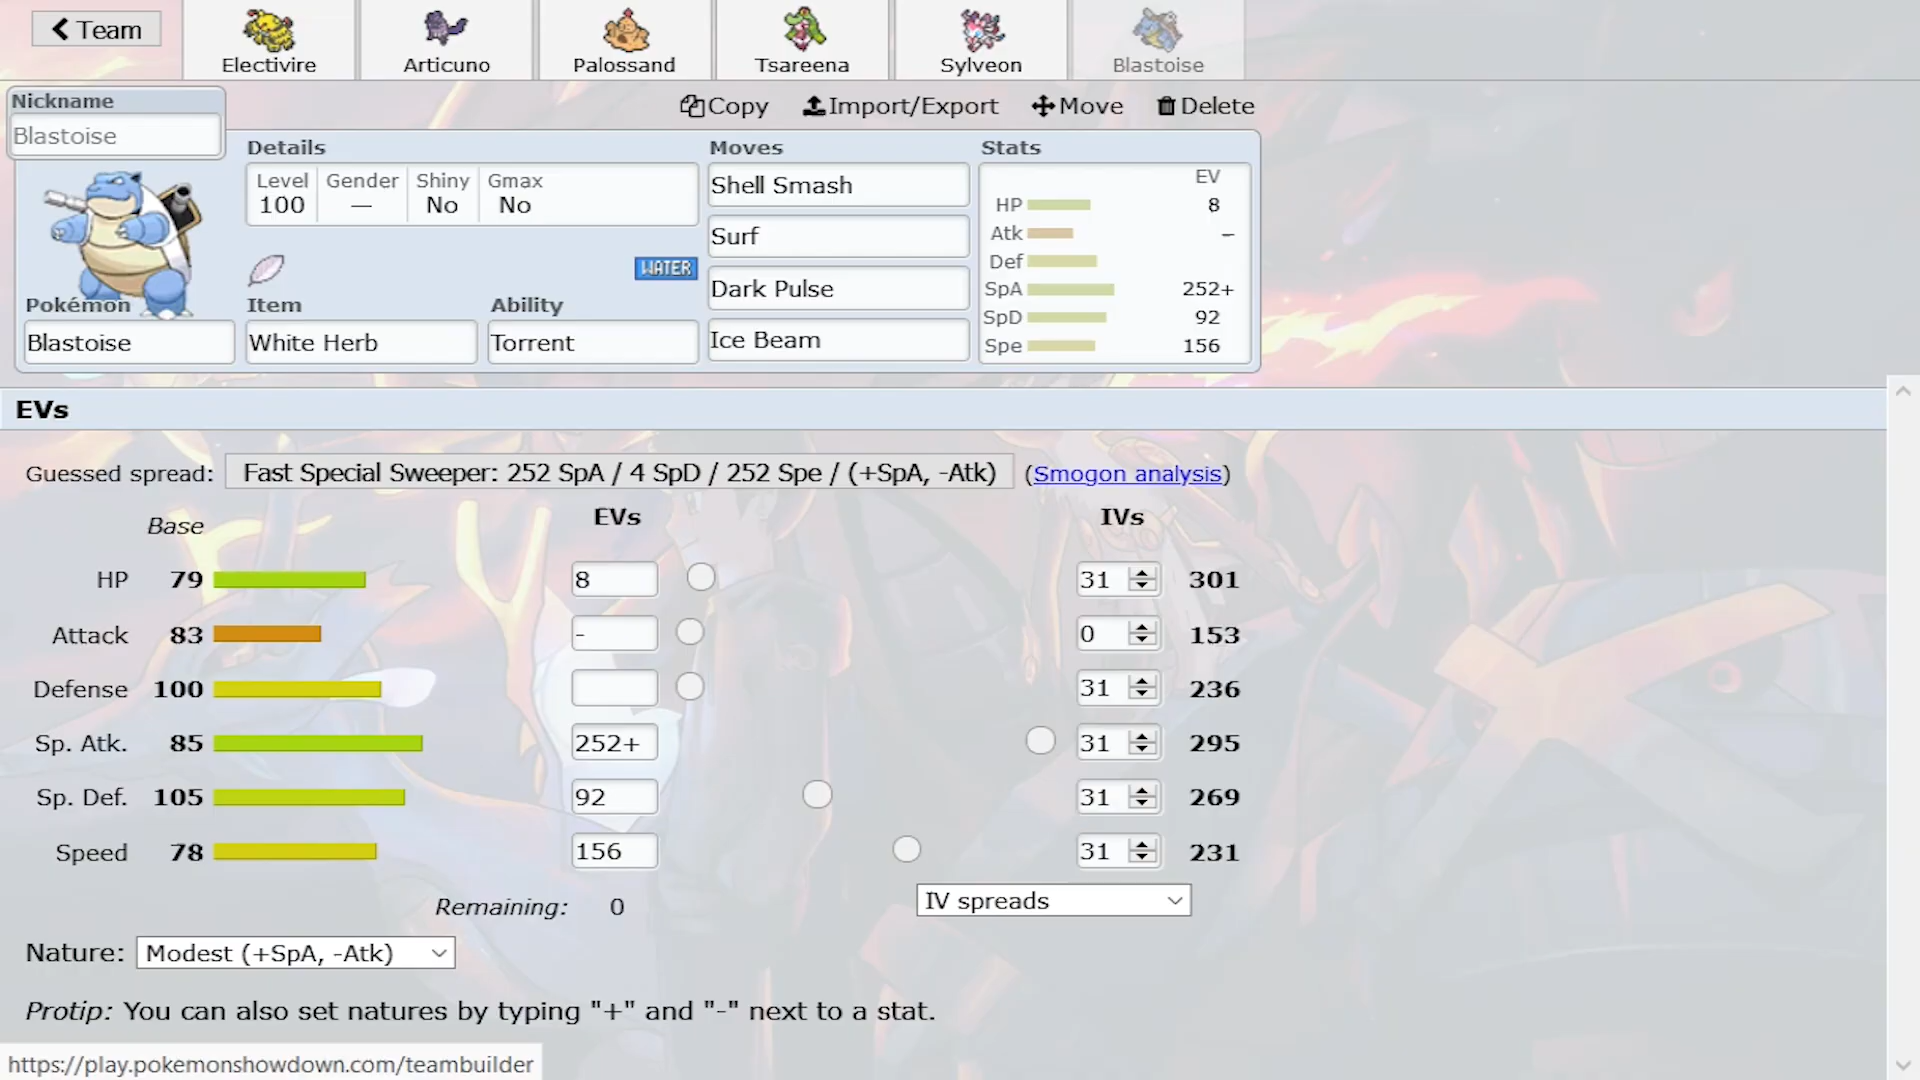 Team
Electivire
Articuno
Palossand
Tsareena
Sylveon
Blastoise
Nickname
Blastoise
Copy
Import/Export
Move
Delete
Details
Level
Gender
Shiny
Gmax
100
—
No
No
WATER
Pokémon
Item
Ability
Blastoise
White Herb
Torrent
Moves
Shell Smash
Surf
Dark Pulse
Ice Beam
Stats
EV
HP 8
Atk –
Def
SpA 252+
SpD 92
Spe 156
EVs
Guessed spread: Fast Special Sweeper: 252 SpA / 4 SpD / 252 Spe / (+SpA, -Atk) (Smogon analysis)
Base EVs IVs
HP 79 8 31 301
Attack 83 - 0 153
Defense 100 31 236
Sp. Atk. 85 252+ 31 295
Sp. Def. 105 92 31 269
Speed 78 156 31 231
Remaining: 0
IV spreads
Nature: Modest (+SpA, -Atk)
Protip: You can also set natures by typing "+" and "-" next to a stat.
https://play.pokemonshowdown.com/teambuilder